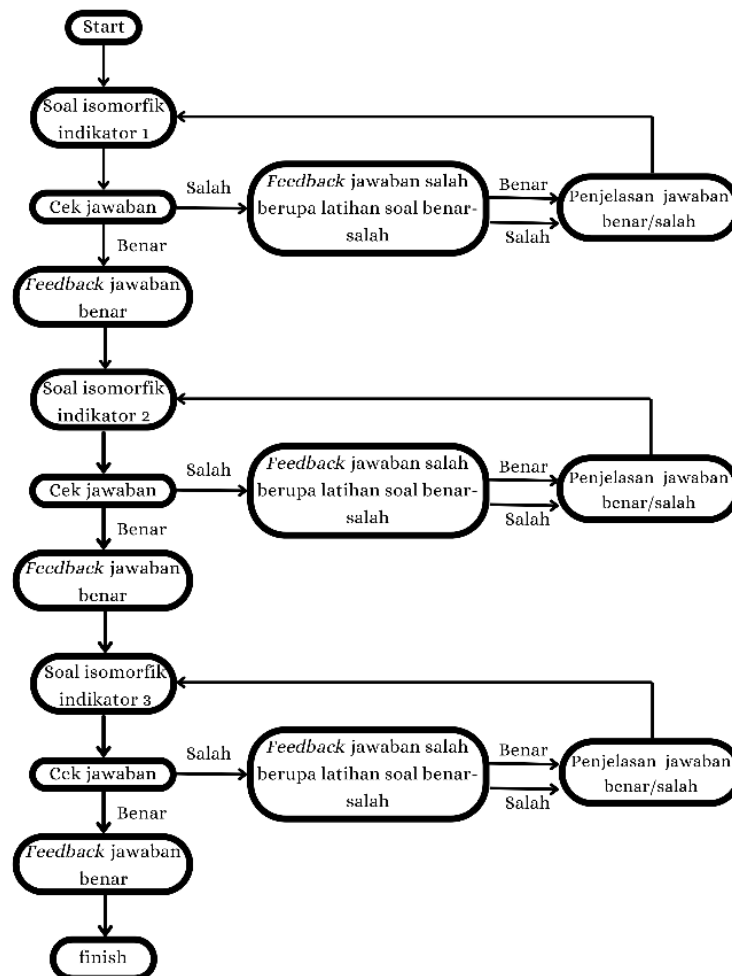 Start
Soal isomorfik
indikator 1
Cek jawaban
Salah
Feedback jawaban salah
berupa latihan soal benar-
salah
Benar
Salah
Penjelasan jawaban
benar/salah
Benar
Feedback jawaban
benar
Soal isomorfik
indikator 2
Cek jawaban
Salah
Feedback jawaban salah
berupa latihan soal benar-
salah
Benar
Salah
Penjelasan jawaban
benar/salah
Benar
Feedback jawaban
benar
Soal isomorfik
indikator 3
Cek jawaban
Salah
Feedback jawaban salah
berupa latihan soal benar-
salah
Benar
Salah
Penjelasan jawaban
benar/salah
Benar
Feedback jawaban
benar
finish